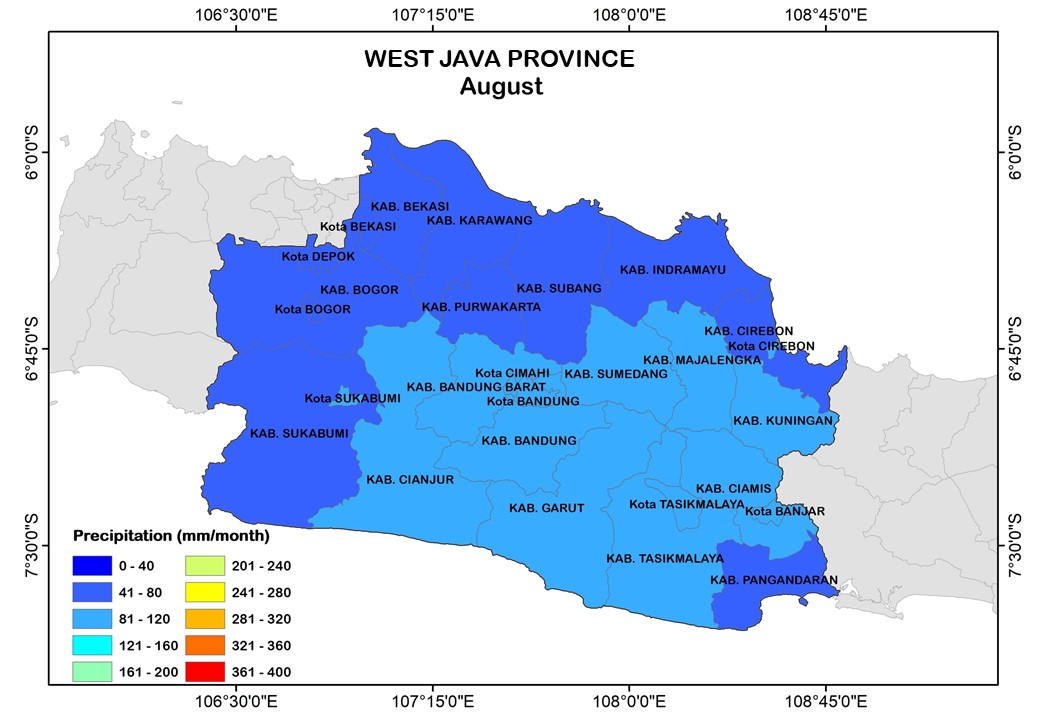 106°30'0"E 107°15'0"E 108°00'0"E 108°45'0"E
WEST JAVA PROVINCE
August
6°0'0"S 6°0'0"S
KAB. BEKASI
KAB. KARAWANG
Kota BEKASI
Kota DEPOK
KAB. INDRAMAYU
KAB. BOGOR
KAB. SUBANG
Kota BOGOR
KAB. PURWAKARTA
KAB. CIREBON
Kota CIREBON
6°45'0"S 6°45'0"S
KAB. MAJALENGKA
Kota CIMAHI
KAB. SUMEDANG
KAB. BANDUNG BARAT
Kota SUKABUMI
Kota BANDUNG
KAB. KUNINGAN
KAB. SUKABUMI
KAB. BANDUNG
KAB. CIANJUR
KAB. CIAMIS
KAB. GARUT
Kota TASIKMALAYA
Kota BANJAR
7°30'0"S 7°30'0"S
KAB. TASIKMALAYA
KAB. PANGANDARAN
Precipitation (mm/month)
0 - 40 201 - 240
41 - 80 241 - 280
81 - 120 281 - 320
121 - 160 321 - 360
161 - 200 361 - 400
106°30'0"E 107°15'0"E 108°00'0"E 108°45'0"E